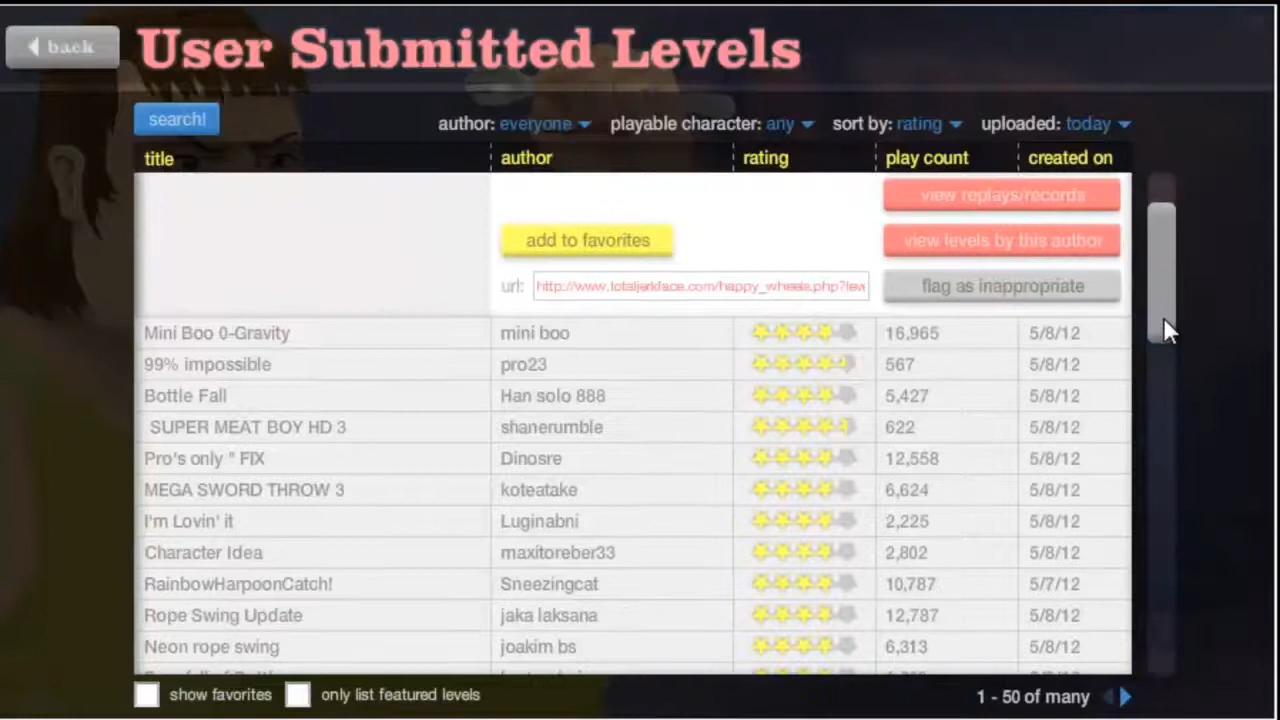 back
User Submitted Levels
search!
author: everyone playable character: any sort by: rating uploaded: today
title author rating play count created on
view replays/records
add to favorites view levels by this author
url: http://www.totaljerkface.com/happy_wheels.php?lev flag as inappropriate
Mini Boo 0-Gravity mini boo 16,965 5/8/12
99% impossible pro23 567 5/8/12
Bottle Fall Han solo 888 5,427 5/8/12
SUPER MEAT BOY HD 3 shanerumble 622 5/8/12
Pro's only " FIX Dinosre 12,558 5/8/12
MEGA SWORD THROW 3 koteatake 6,624 5/8/12
I'm Lovin' it Luginabni 2,225 5/8/12
Character Idea maxitoreber33 2,802 5/8/12
RainbowHarpoonCatch! Sneezingcat 10,787 5/7/12
Rope Swing Update jaka laksana 12,787 5/8/12
Neon rope swing joakim bs 6,313 5/8/12
show favorites only list featured levels 1 - 50 of many